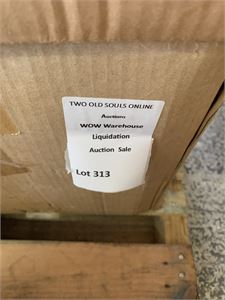 TWO OLD SOULS ONLINE
Auctions
WOW Warehouse
Liquidation
Auction Sale
Lot 313